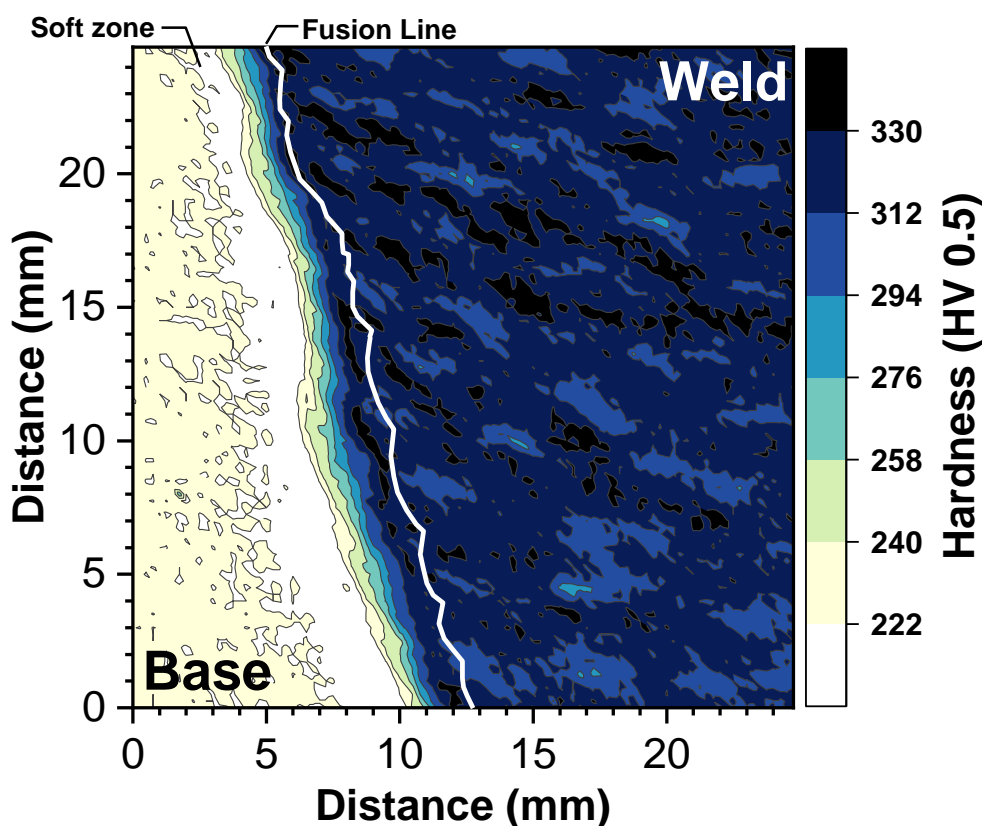 Soft zone
Fusion Line
Weld
Base
Distance (mm)
20
15
10
5
0
0
5
10
15
20
Distance (mm)
330
312
294
276
258
240
222
Hardness (HV 0.5)